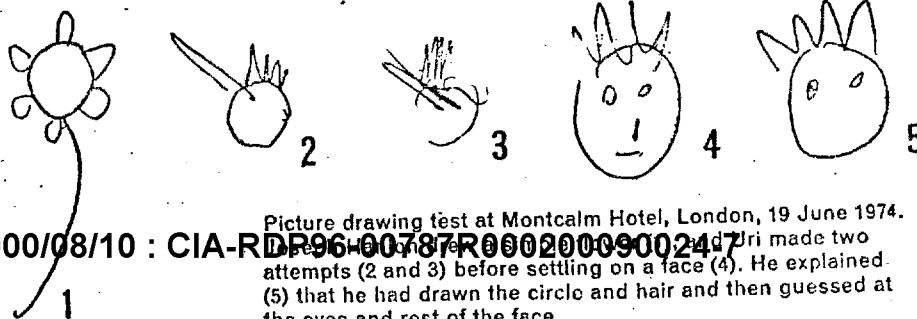 2
3
4
5
Picture drawing test at Montcalm Hotel, London, 19 June 1974.
00/08/10 : CIA-RDP96-00787R000200090024-7
Uri made two
attempts (2 and 3) before settling on a face (4). He explained
(5) that he had drawn the circle and hair and then guessed at
the eyes and rest of the face
1